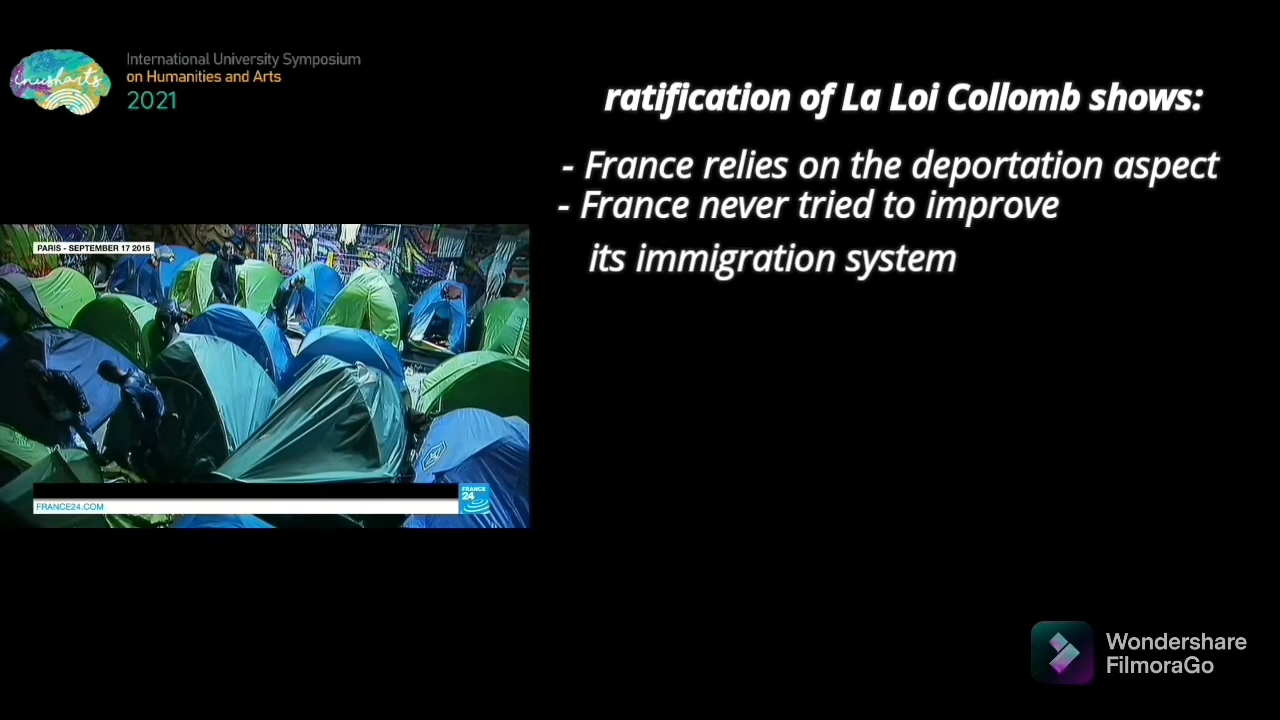 inusharts
International University Symposium
on Humanities and Arts
2021
ratification of La Loi Collomb shows:
- France relies on the deportation aspect
- France never tried to improve
its immigration system
PARIS - SEPTEMBER 17 2015
FRANCE24.COM
FRANCE
24
Wondershare
FilmoraGo